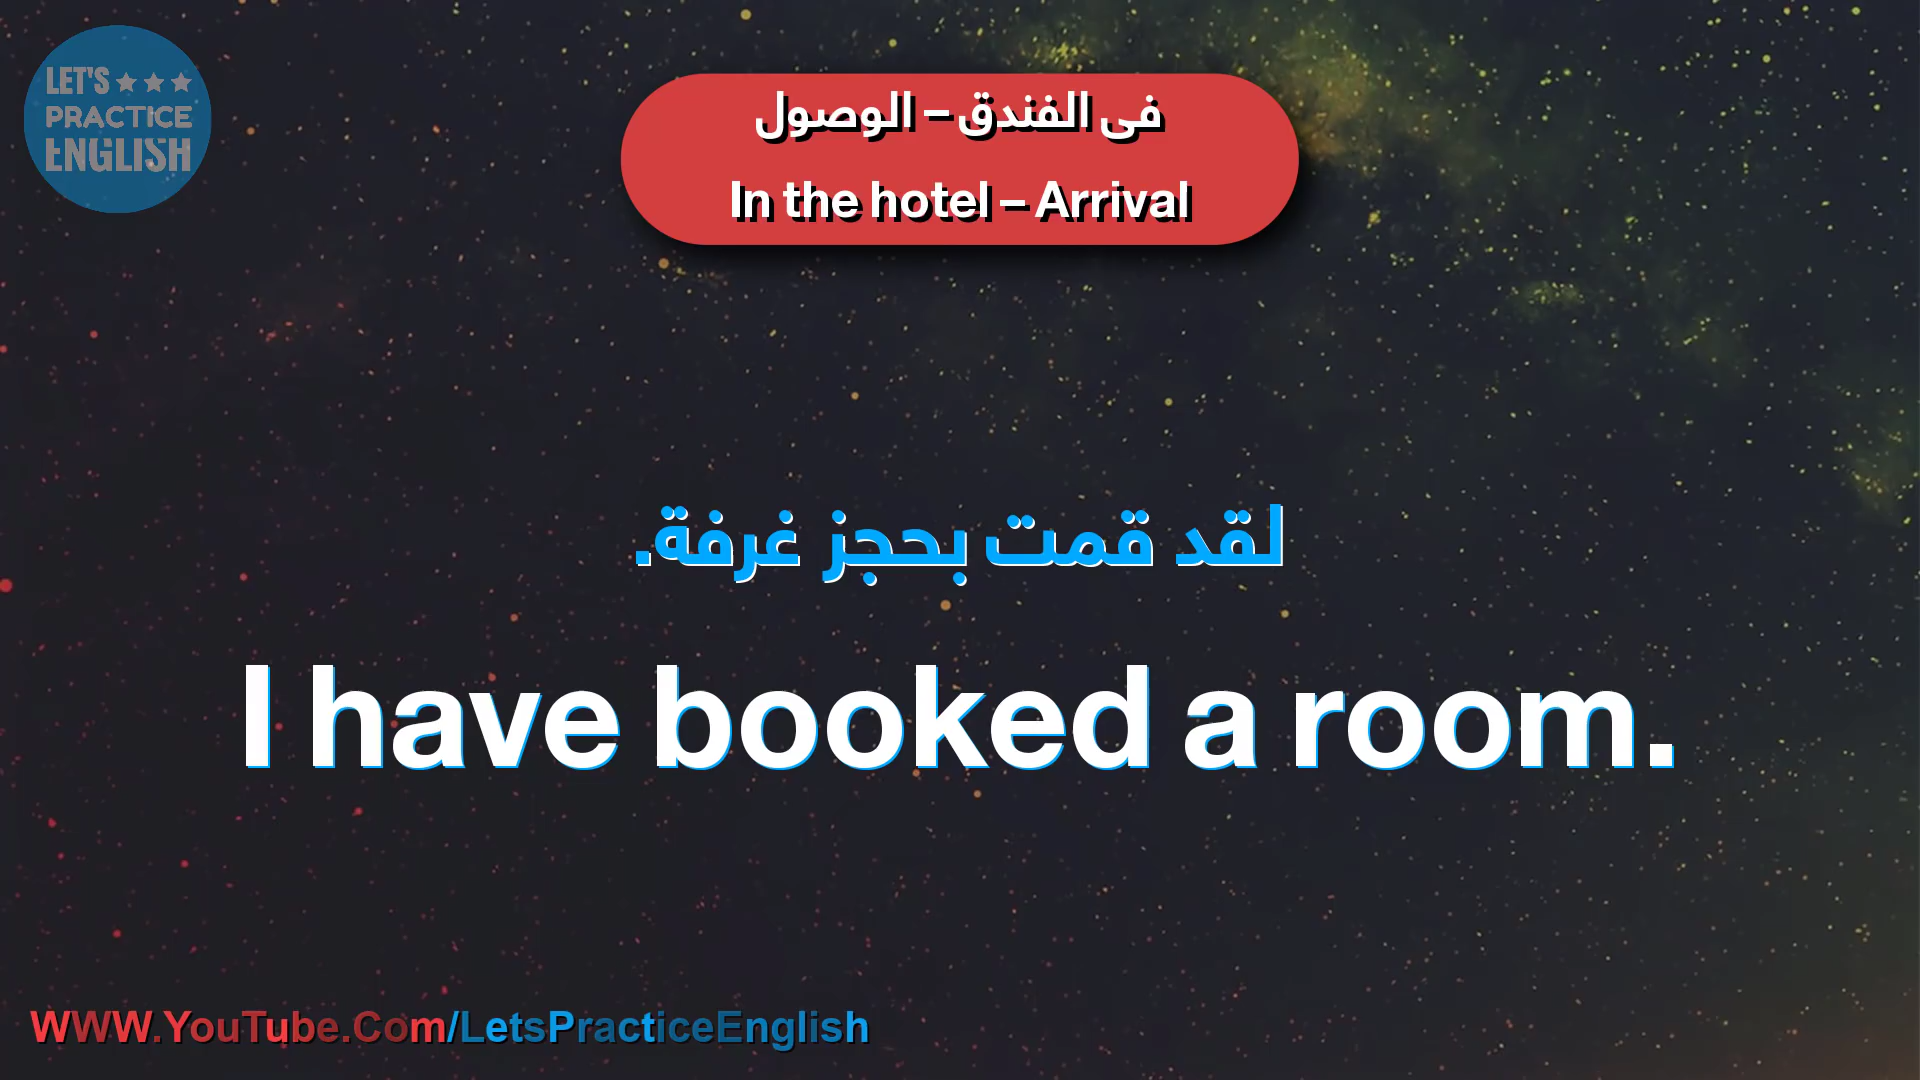 LET'S
PRACTICE
ENGLISH
فى الفندق – الوصول
In the hotel – Arrival
لقد قمت بحجز غرفة.
I have booked a room.
WWW.YouTube.Com/LetsPracticeEnglish